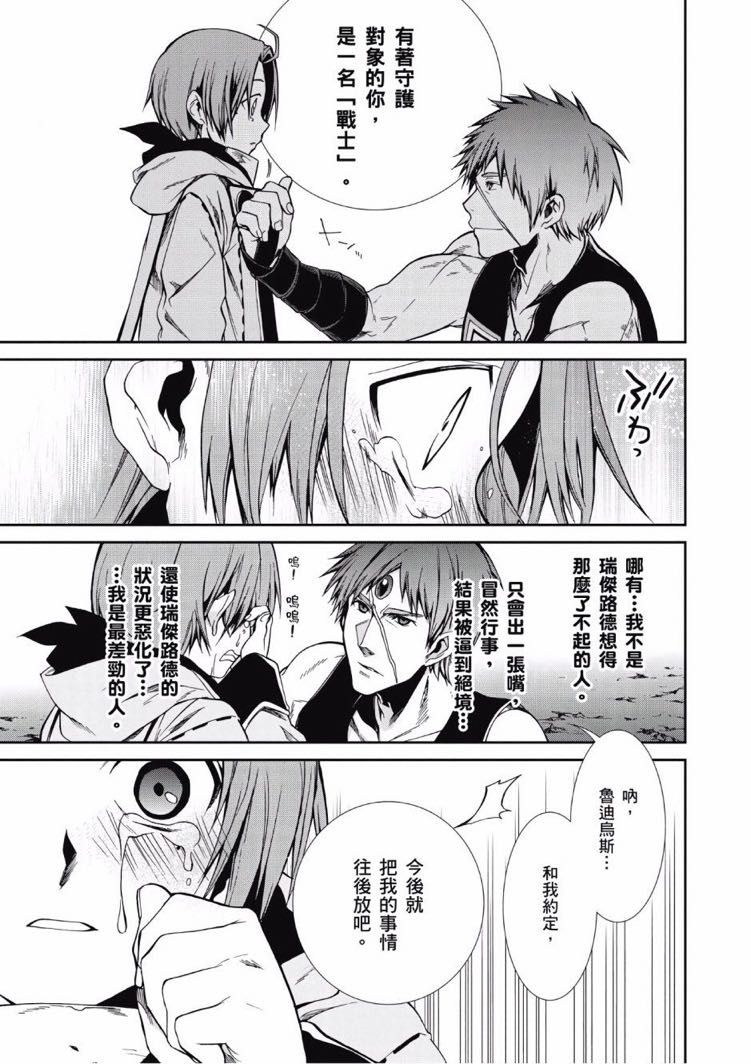 有著守護
對象的你，
是一名「戰士」。
ぶわっ
哪有…我不是
瑞傑路德想得
那麼了不起的人。
只會出一張嘴，
冒然行事，
結果被逼到絕境…
嗚！
嗚嗚！
還使瑞傑路德的
狀況更惡化了…
…我是最差勁的人。
吶，
魯迪烏斯…
和我約定，
今後就
把我的事情
往後放吧。